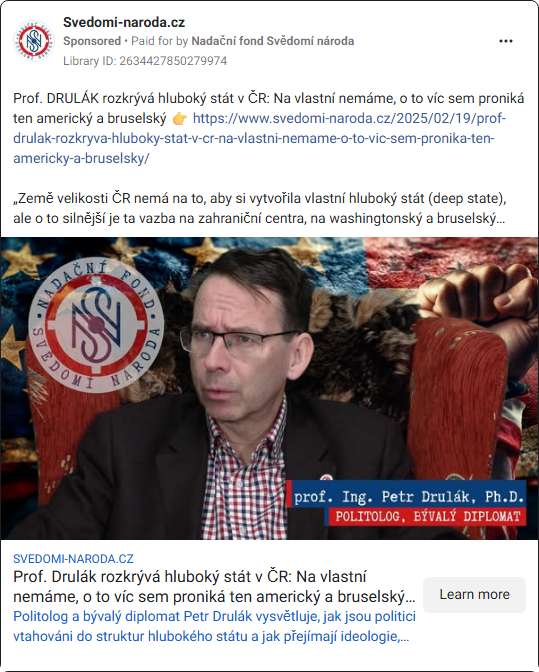 Svedomi-naroda.cz
Sponsored • Paid for by Nadační fond Svědomí národa
Library ID: 2634427850279974
Prof. DRULÁK rozkrývá hluboký stát v ČR: Na vlastní nemáme, o to víc sem proniká
ten americký a bruselský 👉 https://www.svedomi-naroda.cz/2025/02/19/prof-
drulak-rozkryva-hluboky-stat-v-cr-na-vlastni-nemame-o-to-vic-sem-pronika-ten-
americky-a-bruselsky/
„Země velikosti ČR nemá na to, aby si vytvořila vlastní hluboký stát (deep state),
ale o to silnější je ta vazba na zahraniční centra, na washingtonský a bruselský…
NADAČNÍ FOND
SVĚDOMÍ NÁRODA
prof. Ing. Petr Drulák, Ph.D.
POLITOLOG, BÝVALÝ DIPLOMAT
SVEDOMI-NARODA.CZ
Prof. Drulák rozkrývá hluboký stát v ČR: Na vlastní
nemáme, o to víc sem proniká ten americký a bruselský…
Learn more
Politolog a bývalý diplomat Petr Drulák vysvětluje, jak jsou politici
vtahováni do struktur hlubokého státu a jak přejímají ideologie,…